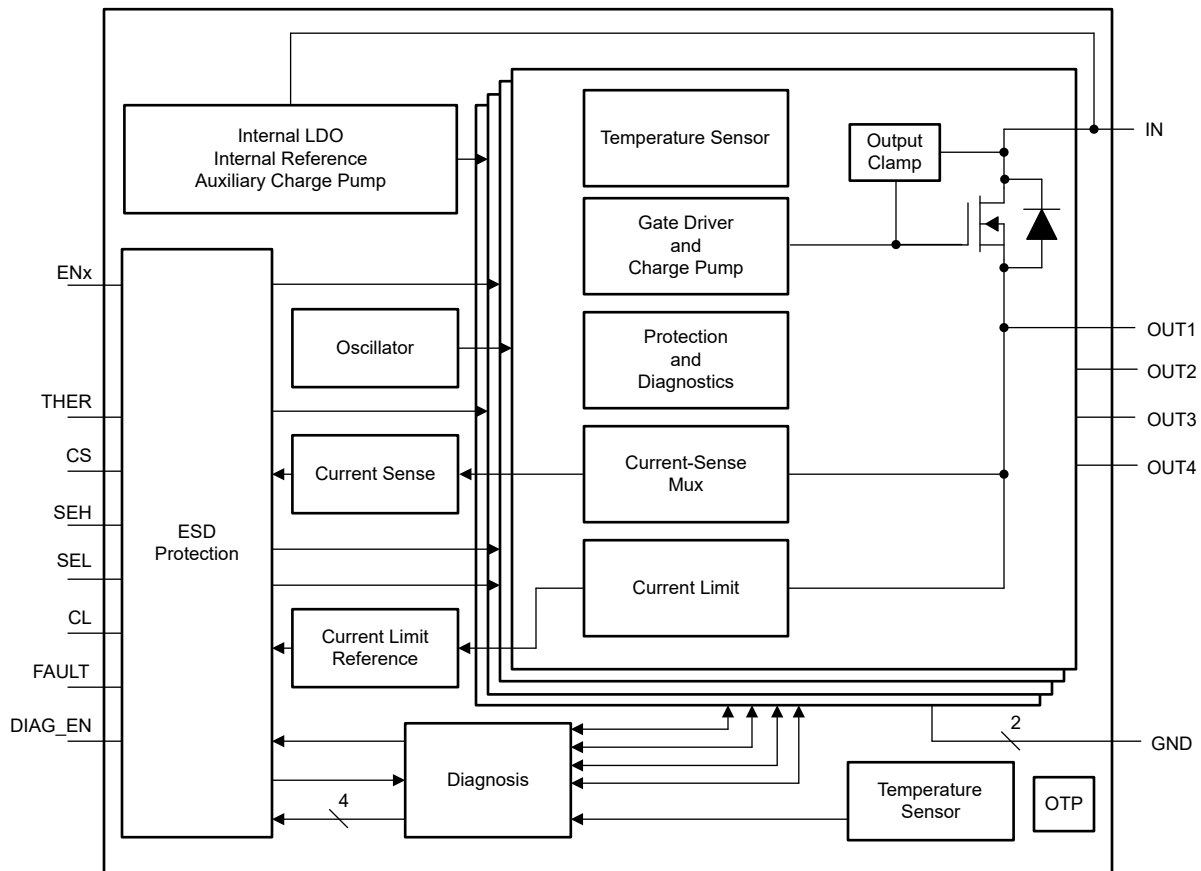 Internal LDO
Internal Reference
Auxiliary Charge Pump
Temperature Sensor
Output
Clamp
IN
Gate Driver
and
Charge Pump
ENx
Oscillator
Protection
and
Diagnostics
OUT1
OUT2
OUT3
OUT4
THER
CS
SEH
SEL
CL
FAULT
DIAG_EN
ESD
Protection
Current Sense
Current-Sense
Mux
Current Limit
Current Limit
Reference
Diagnosis
4
2
GND
Temperature
Sensor
OTP